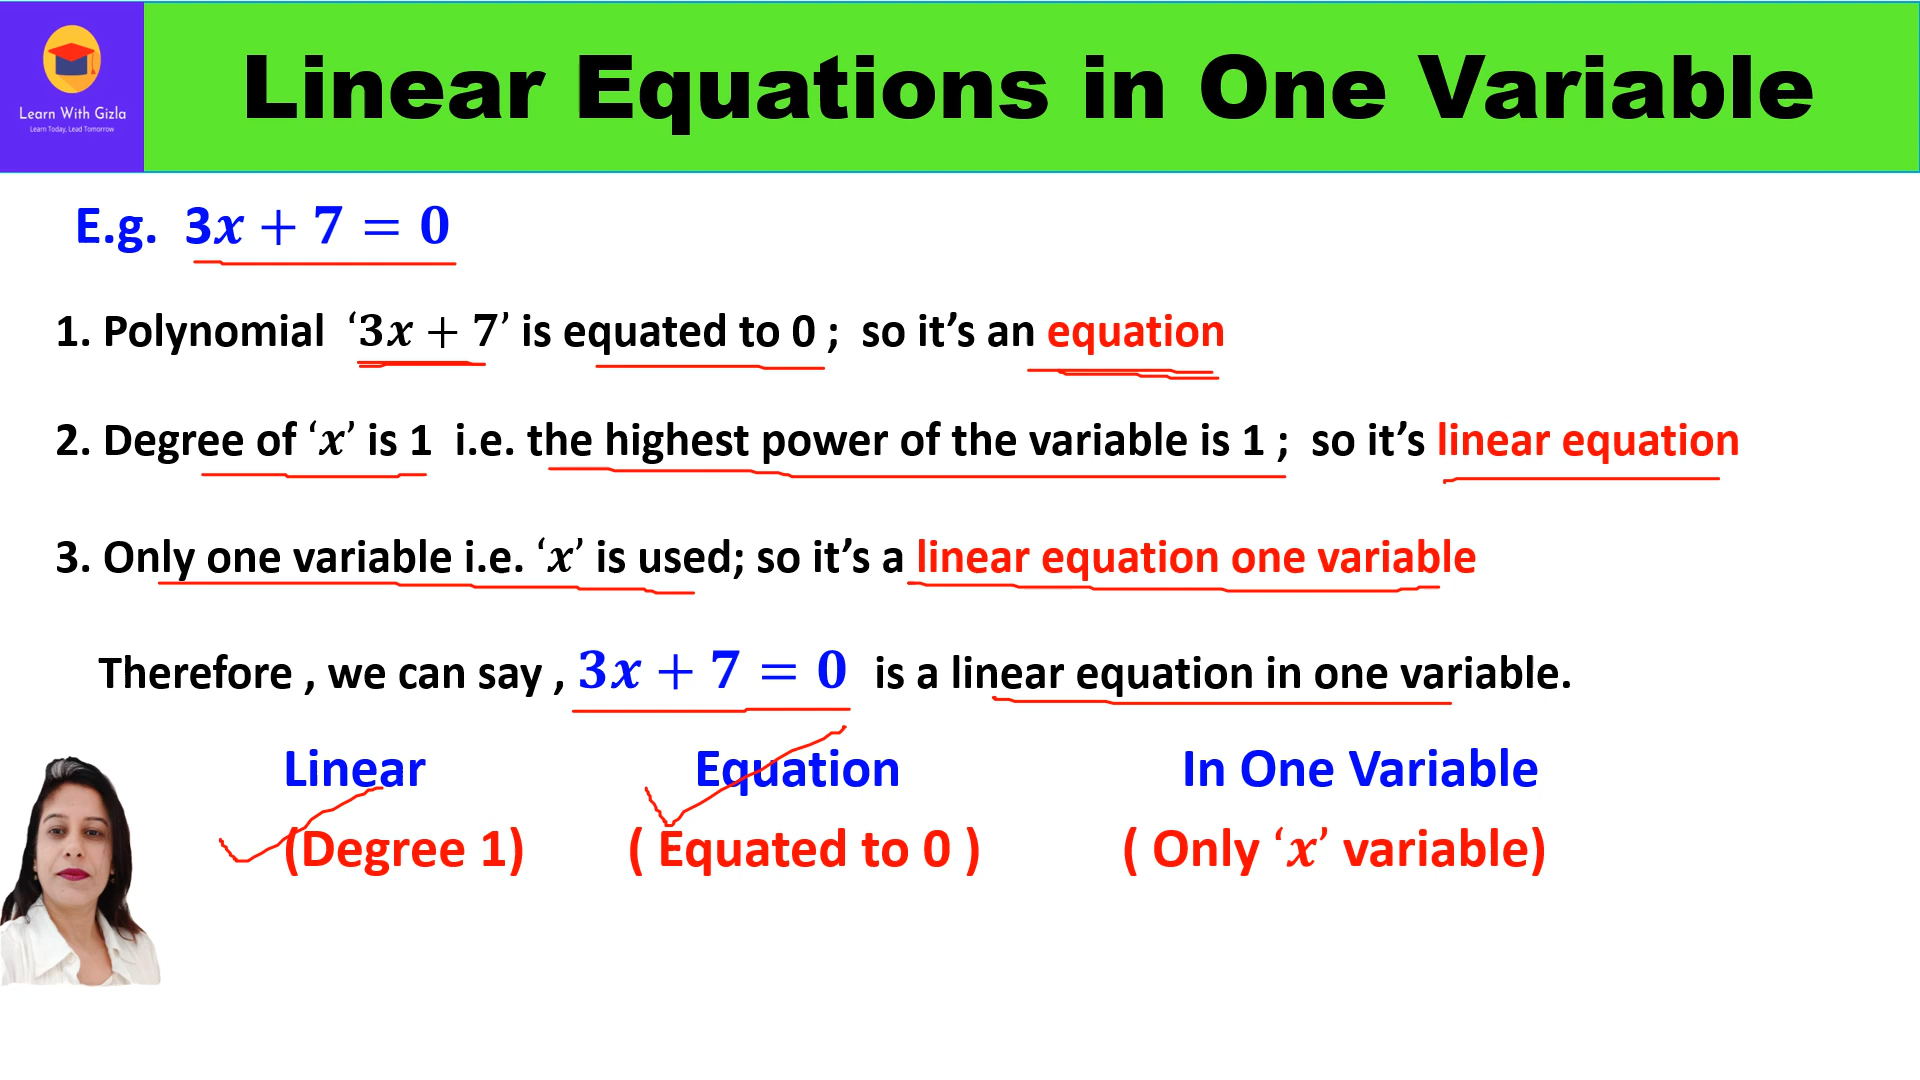 Learn With Gizla
Learn Today, Lead Tomorrow
Linear Equations in One Variable
E.g. 3x + 7 = 0
1. Polynomial ‘3x + 7’ is equated to 0 ; so it’s an equation
2. Degree of ‘x’ is 1 i.e. the highest power of the variable is 1 ; so it’s linear equation
3. Only one variable i.e. ‘x’ is used; so it’s a linear equation one variable
Therefore , we can say , 3x + 7 = 0 is a linear equation in one variable.
Linear Equation In One Variable
(Degree 1) ( Equated to 0 ) ( Only ‘x’ variable)